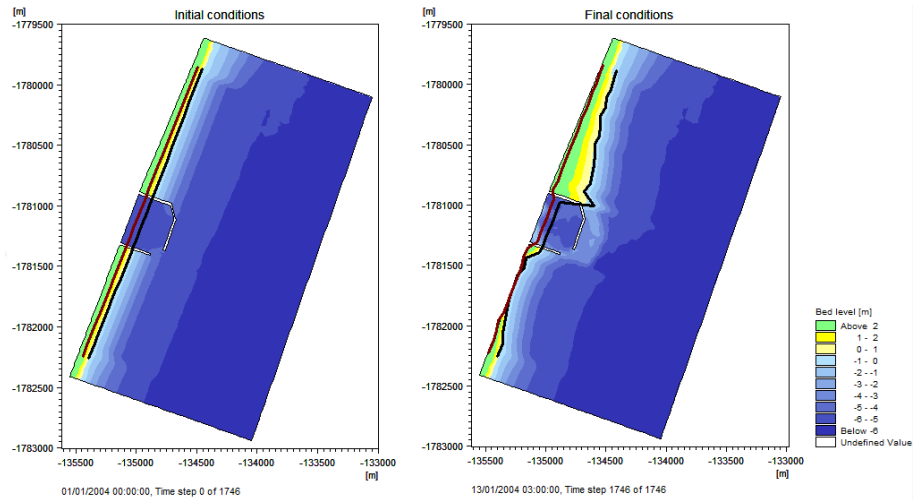 Initial conditions
[m]
-1779500
-1780000
-1780500
-1781000
-1781500
-1782000
-1782500
-1783000
-135500 -135000 -134500 -134000 -133500 -133000
[m]
01/01/2004 00:00:00, Time step 0 of 1746
Final conditions
[m]
-1779500
-1780000
-1780500
-1781000
-1781500
-1782000
-1782500
-1783000
-135500 -135000 -134500 -134000 -133500 -133000
[m]
13/01/2004 03:00:00, Time step 1746 of 1746
Bed level [m]
Above 2
1 - 2
0 - 1
-1 - 0
-2 - -1
-3 - -2
-4 - -3
-5 - -4
-6 - -5
Below -6
Undefined Value